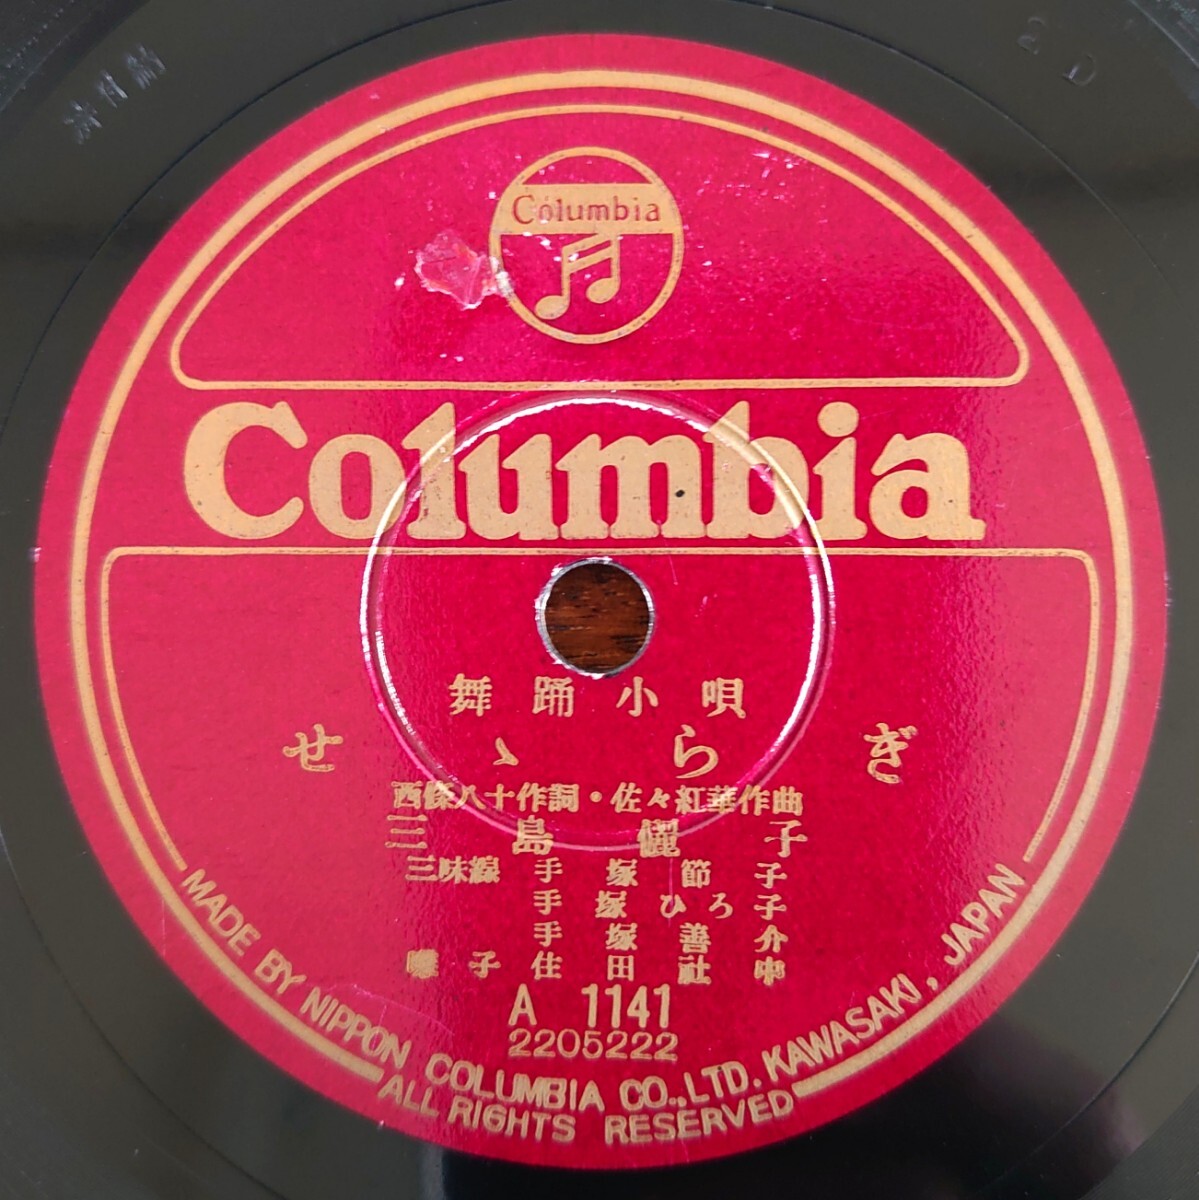 2 D
Columbia
Columbia
舞踊小唄
せゝらぎ
西條八十作詞・佐々紅華作曲
三島儷子
三味線 手塚節子
手塚ひろ子
手塚善介
囃子 住田社中
A 1141
2205222
MADE BY NIPPON COLUMBIA CO., LTD. KAWASAKI, JAPAN
ALL RIGHTS RESERVED